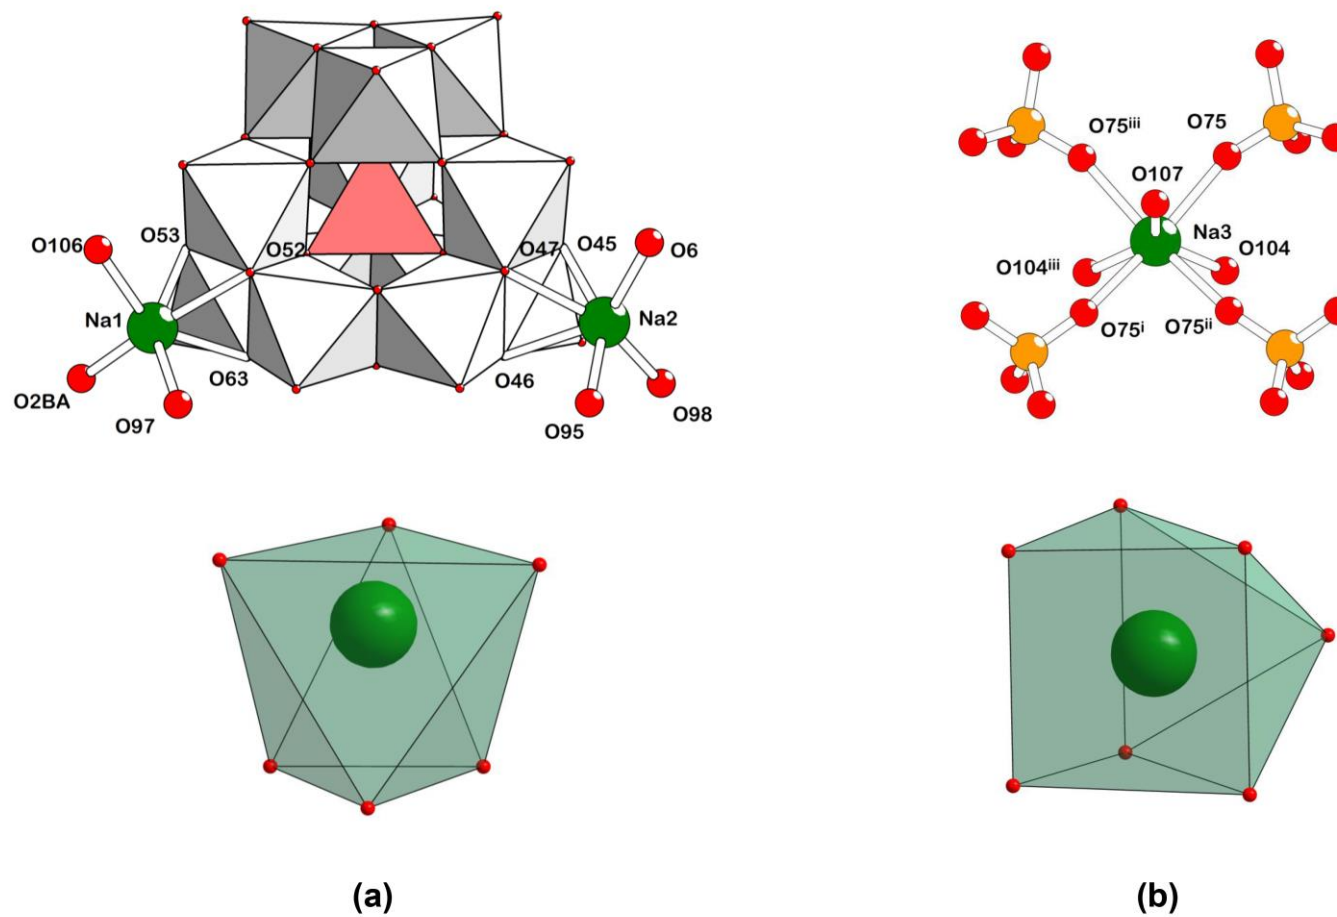 O106
O53
O52
O47
O45
O6
Na1
Na2
O2BA
O63
O97
O46
O95
O98
O75ⁱⁱⁱ
O75
O107
Na3
O104ⁱⁱⁱ
O104
O75ⁱ
O75ⁱⁱ
(a)
(b)